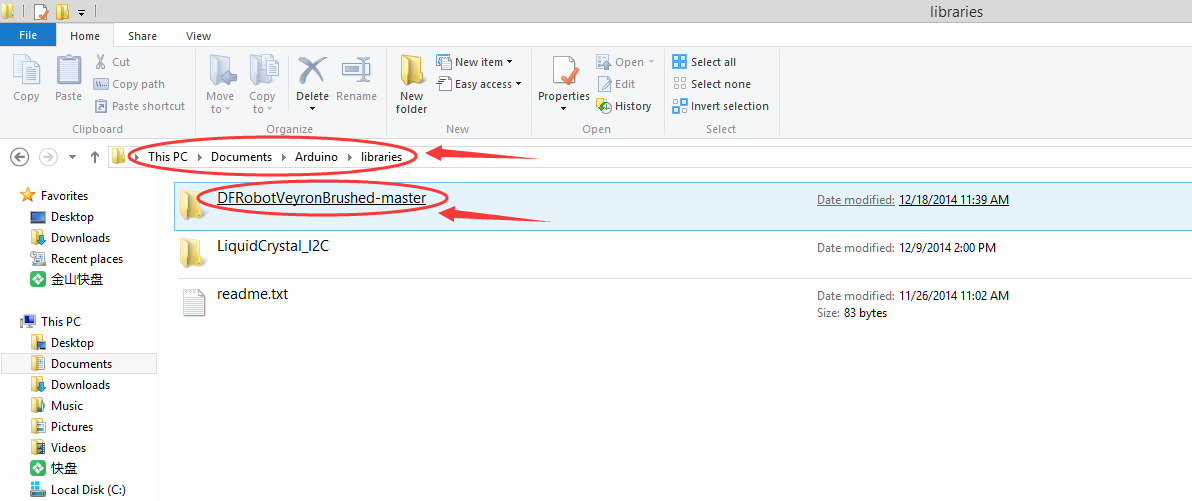 libraries
File Home Share View
Copy Paste Cut
Copy path
Paste shortcut
Clipboard
Move to Copy to Delete Rename
Organize
New folder New item
Easy access
New
Properties Open
Edit
History
Open
Select all
Select none
Invert selection
Select
This PC Documents Arduino libraries
Favorites
Desktop
Downloads
Recent places
金山快盘
This PC
Desktop
Documents
Downloads
Music
Pictures
Videos
快盘
Local Disk (C:)
DFRobotVeyronBrushed-master Date modified: 12/18/2014 11:39 AM
LiquidCrystal_I2C Date modified: 12/9/2014 2:00 PM
readme.txt Date modified: 11/26/2014 11:02 AM
Size: 83 bytes